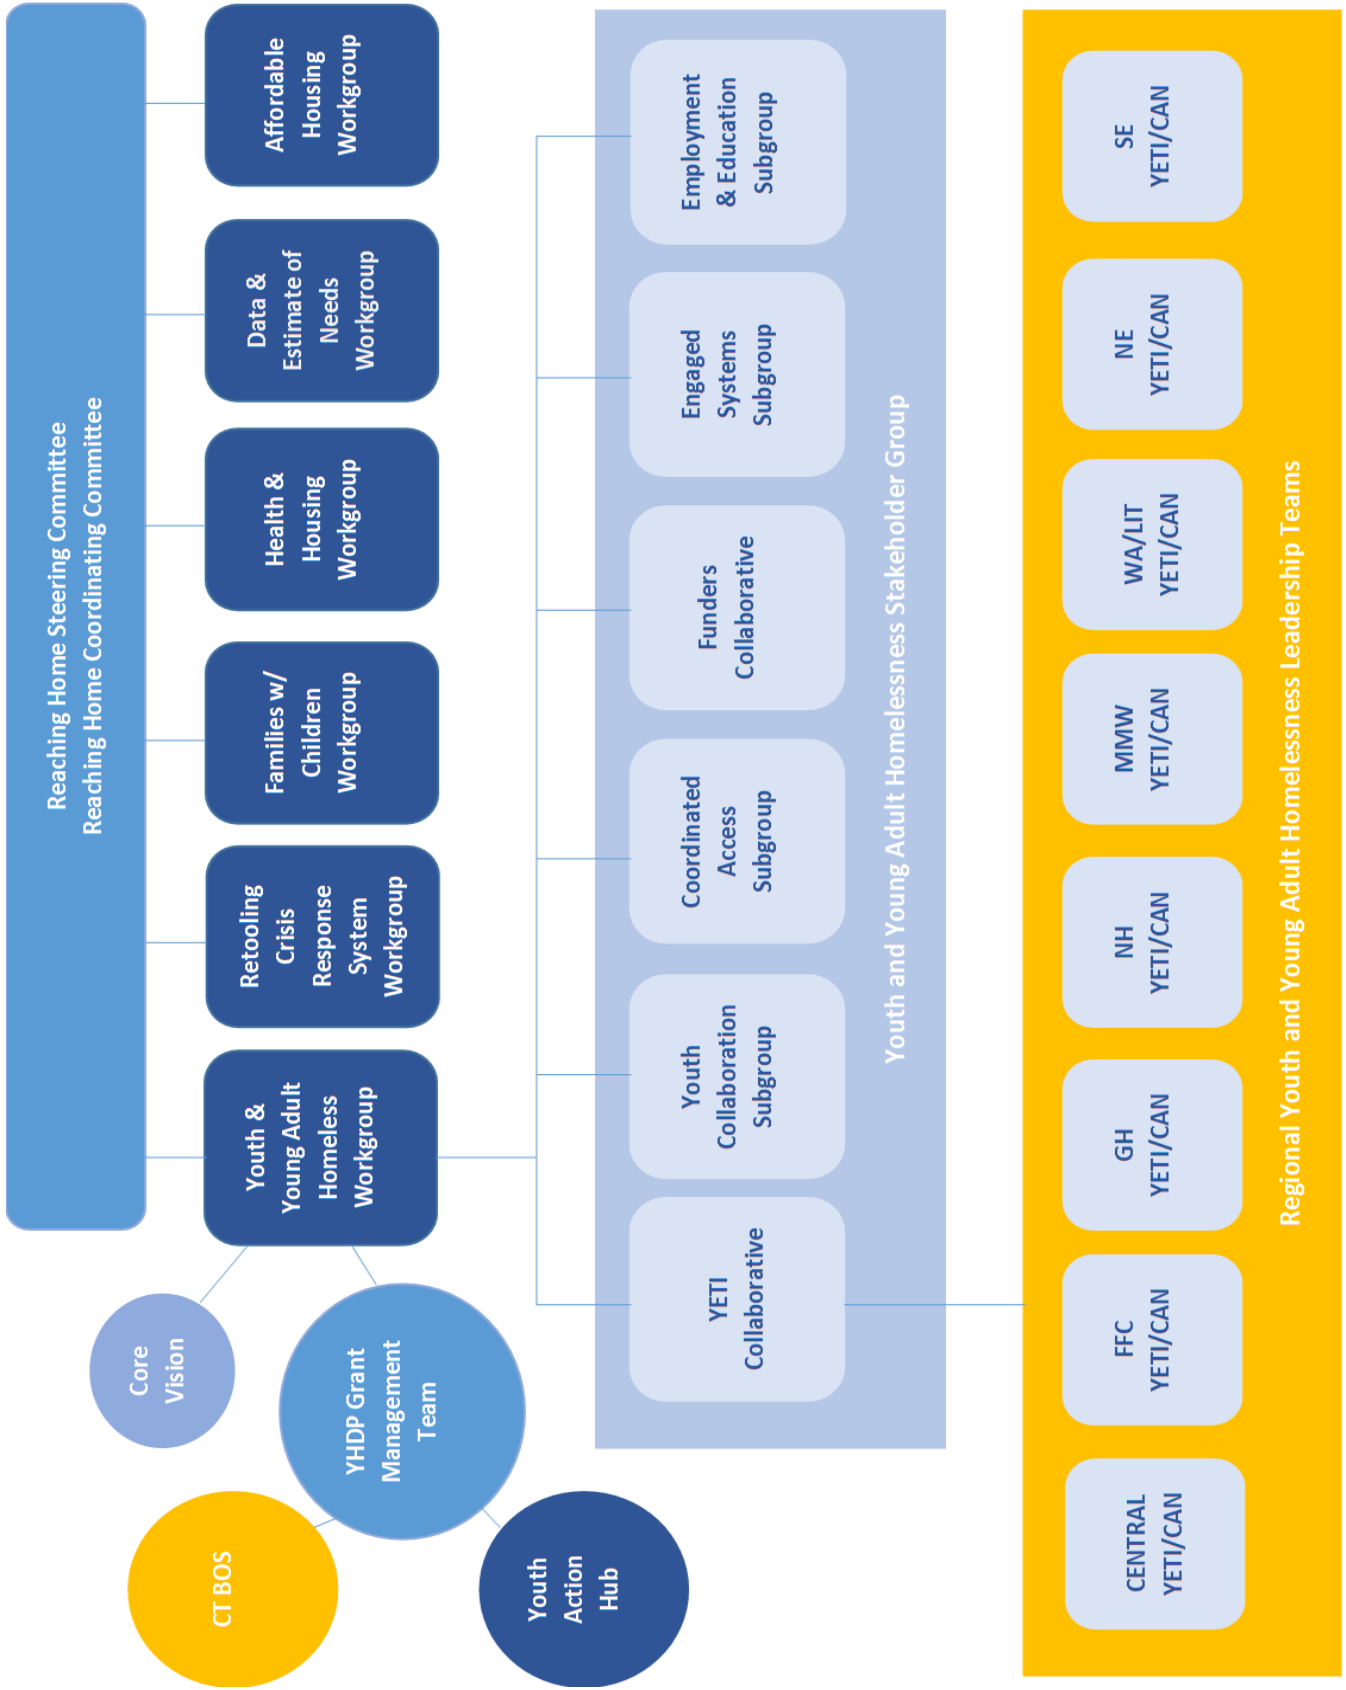 Reaching Home Steering Committee
Reaching Home Coordinating Committee
Core
Vision
CT BOS
YHDP Grant
Management
Team
Youth
Action
Hub
Youth &
Young Adult
Homeless
Workgroup
Retooling
Crisis
Response
System
Workgroup
Families w/
Children
Workgroup
Health &
Housing
Workgroup
Data &
Estimate of
Needs
Workgroup
Affordable
Housing
Workgroup
YETI
Collaborative
Youth
Collaboration
Subgroup
Coordinated
Access
Subgroup
Funders
Collaborative
Engaged
Systems
Subgroup
Employment
& Education
Subgroup
Youth and Young Adult Homelessness Stakeholder Group
CENTRAL
YETI/CAN
FFC
YETI/CAN
GH
YETI/CAN
NH
YETI/CAN
MMW
YETI/CAN
WA/LIT
YETI/CAN
NE
YETI/CAN
SE
YETI/CAN
Regional Youth and Young Adult Homelessness Leadership Teams